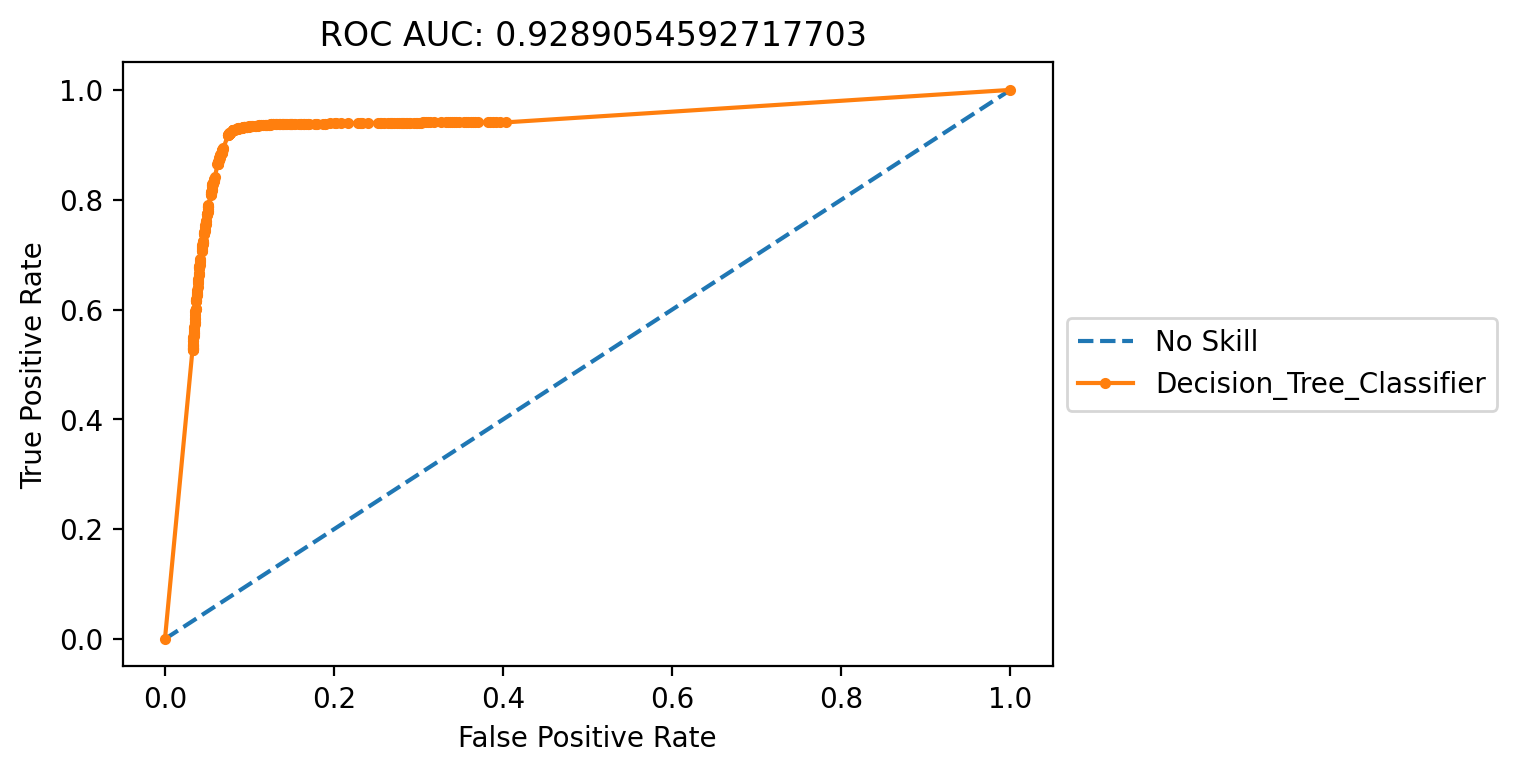 ROC AUC: 0.9289054592717703
1.0
0.8
0.6
0.4
0.2
0.0
True Positive Rate
0.0 0.2 0.4 0.6 0.8 1.0
False Positive Rate
No Skill
Decision_Tree_Classifier